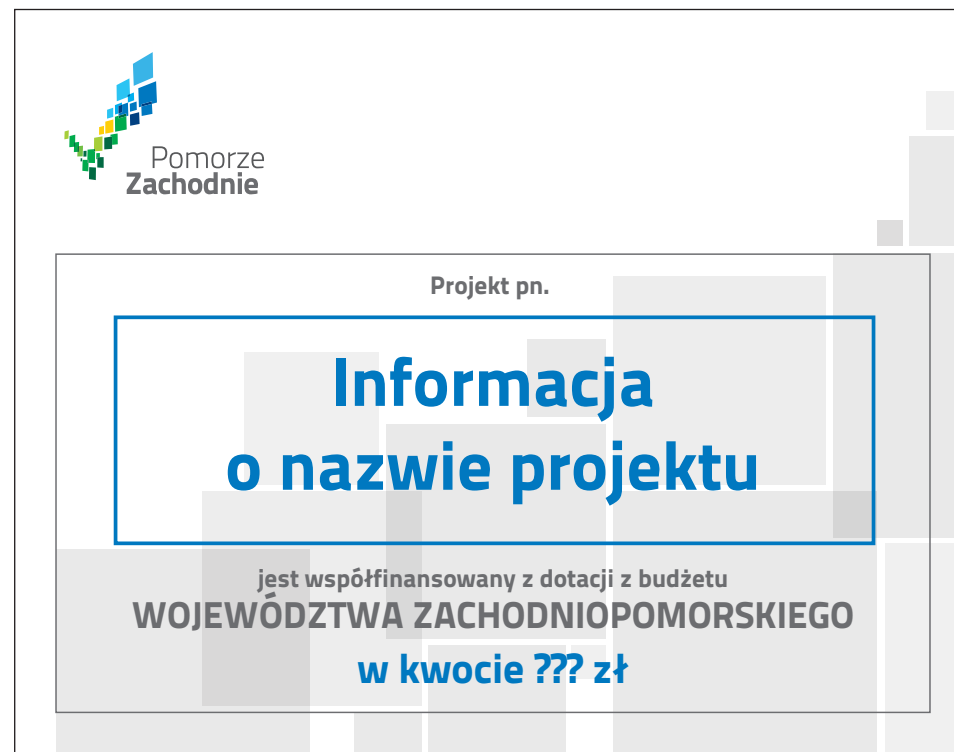 Pomorze
Zachodnie
Projekt pn.
Informacja
o nazwie projektu
jest współfinansowany z dotacji z budżetu
WOJEWÓDZTWA ZACHODNIOPOMORSKIEGO
w kwocie ??? zł